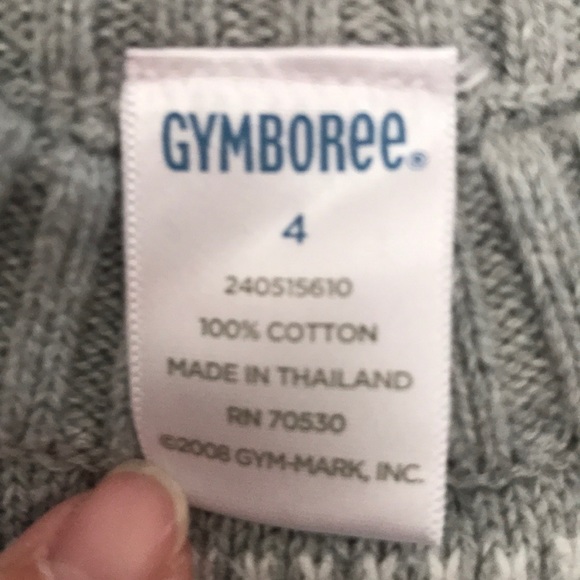 GYMBOREE®
4
240515610
100% COTTON
MADE IN THAILAND
RN 70530
©2008 GYM-MARK, INC.